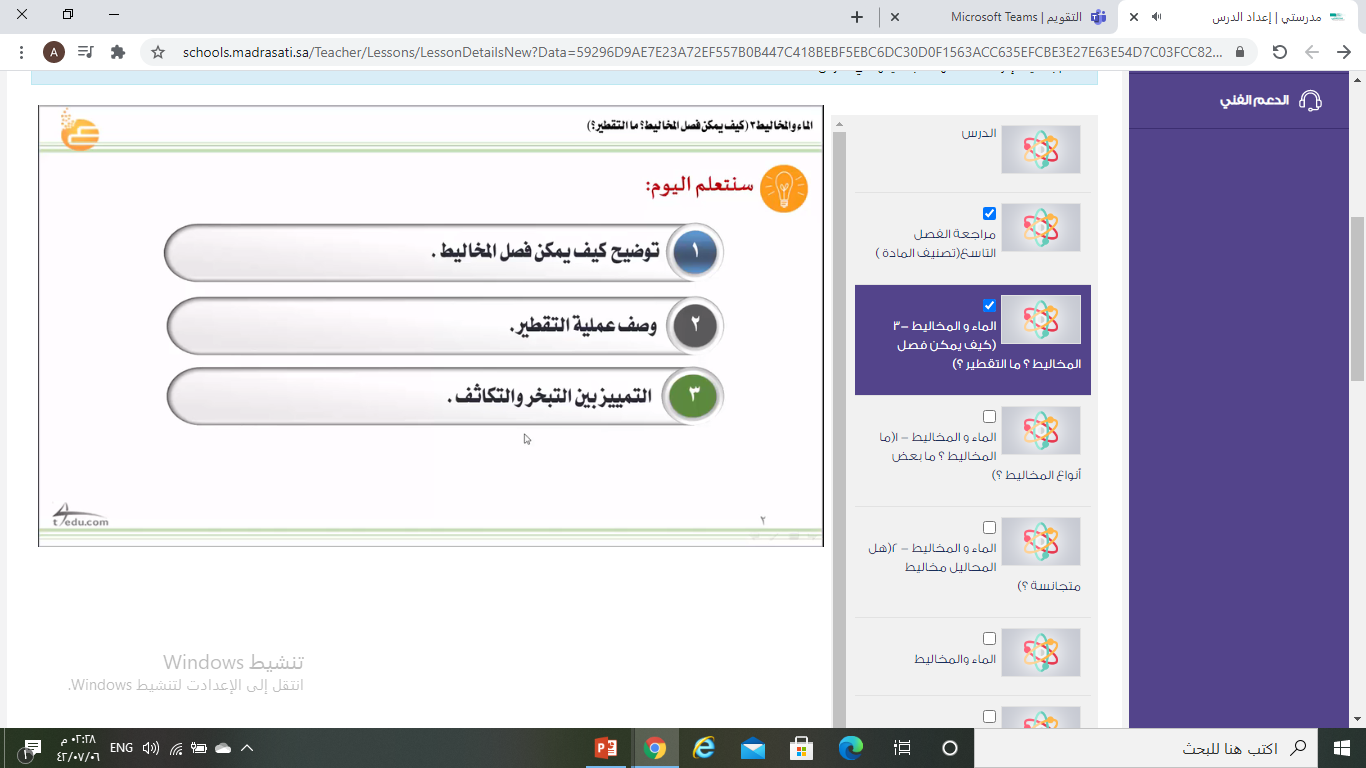 مدرستي | إعداد الدرس
التقويم | Microsoft Teams
schools.madrasati.sa/Teacher/Lessons/LessonDetailsNew?Data=59296D9AE7E23A72EF557B0B447C418BEBF5EBC6DC30D0F1563ACC635EFCBE3E27E63E54D7C03FCC82...
A
الدعم الفني
الماء والمخاليط٣ (كيف يمكن فصل المخاليط؟ ما التقطير؟)
سنتعلم اليوم:
١ توضيح كيف يمكن فصل المخاليط .
٢ وصف عملية التقطير.
٣ التمييز بين التبخر والتكاثف .
٢
t4edu.com
الدرس
مراجعة الفصل
التاسع(تصنيف المادة )
الماء و المخاليط –٣
(كيف يمكن فصل
المخاليط ؟ ما التقطير ؟)
الماء و المخاليط – ١(ما
المخاليط ؟ ما بعض
أنواع المخاليط ؟)
الماء و المخاليط – ٢(هل
المحاليل مخاليط
متجانسة ؟)
الماء والمخاليط
تنشيط Windows
انتقل إلى الإعدادت لتنشيط Windows.
اكتب هنا للبحث
ENG
٠٢:٢٨ م
٤٢/٠٧/٠٦
١